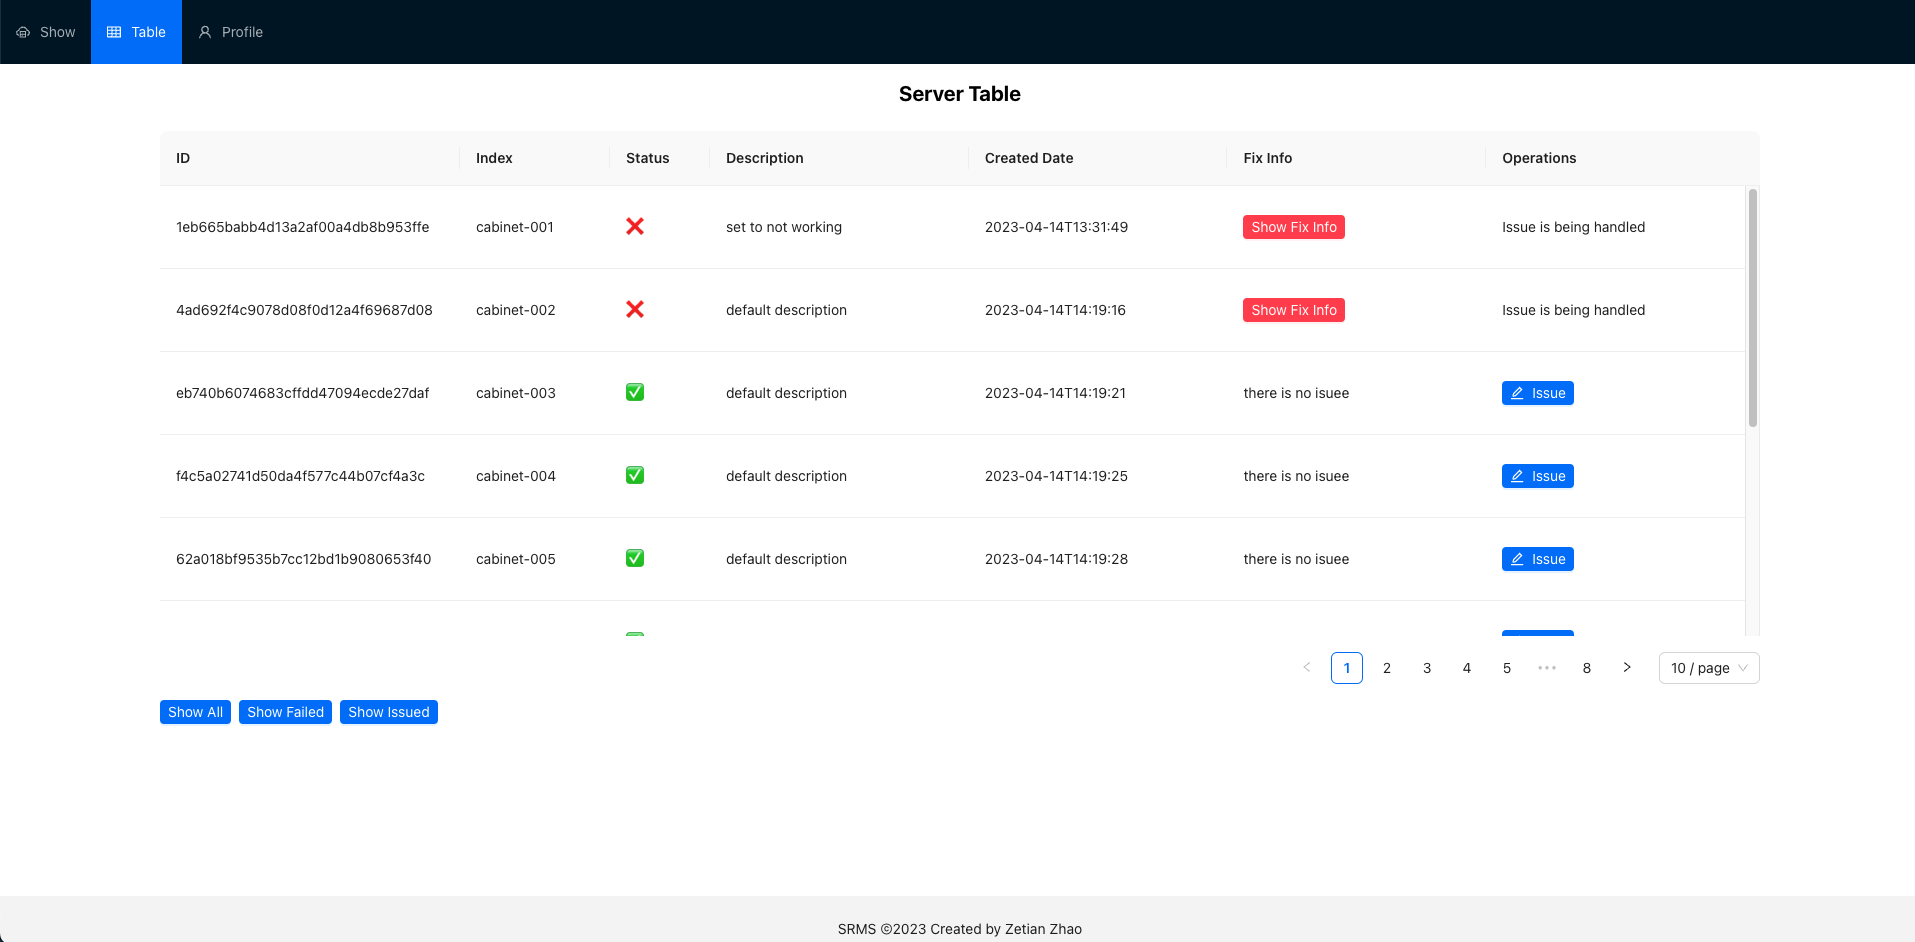 Show Table Profile
Server Table
ID Index Status Description Created Date Fix Info Operations
1eb665babb4d13a2af00a4db8b953ffe cabinet-001 ❌ set to not working 2023-04-14T13:31:49 Show Fix Info Issue is being handled
4ad692f4c9078d08f0d12a4f69687d08 cabinet-002 ❌ default description 2023-04-14T14:19:16 Show Fix Info Issue is being handled
eb740b6074683cffdd47094ecde27daf cabinet-003 ✅ default description 2023-04-14T14:19:21 there is no isuee Issue
f4c5a02741d50da4f577c44b07cf4a3c cabinet-004 ✅ default description 2023-04-14T14:19:25 there is no isuee Issue
62a018bf9535b7cc12bd1b9080653f40 cabinet-005 ✅ default description 2023-04-14T14:19:28 there is no isuee Issue
< 1 2 3 4 5 ••• 8 > 10 / page
Show All Show Failed Show Issued
SRMS ©2023 Created by Zetian Zhao